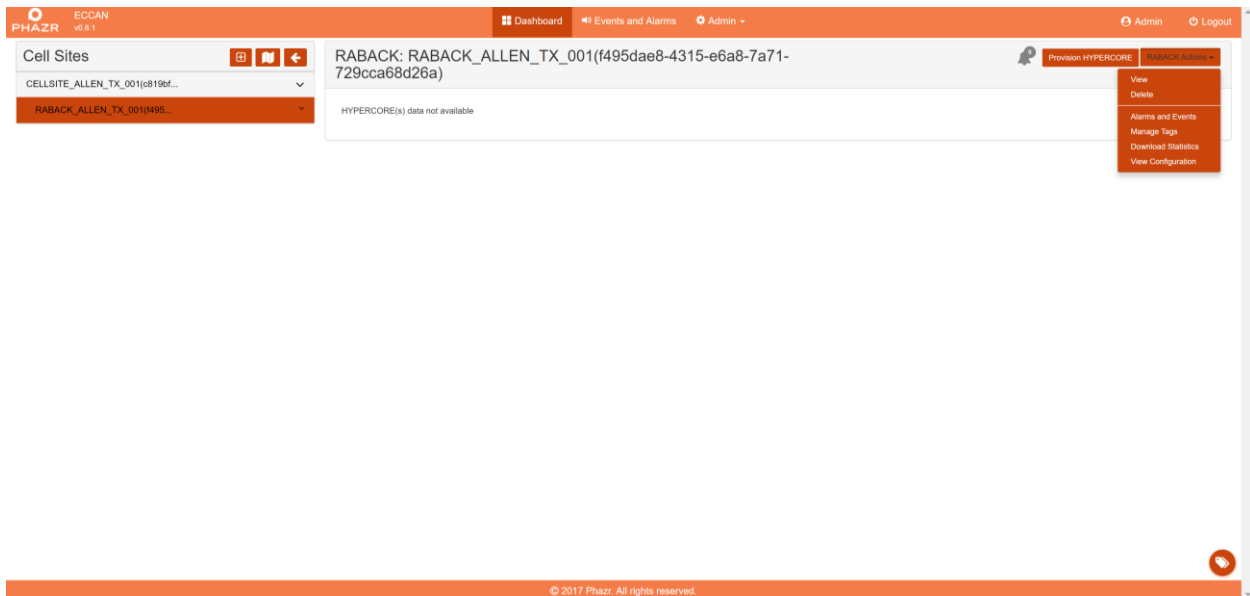 PHAZR
ECCAN
v0.8.1
Dashboard
Events and Alarms
Admin
Admin
Logout
Cell Sites
CELLSITE_ALLEN_TX_001(c819bf...
RABACK_ALLEN_TX_001(f495...
RABACK: RABACK_ALLEN_TX_001(f495dae8-4315-e6a8-7a71-
729cca68d26a)
0
Provision HYPERCORE
RABACK Actions
View
Delete
Alarms and Events
Manage Tags
Download Statistics
View Configuration
HYPERCORE(s) data not available
© 2017 Phazr. All rights reserved.